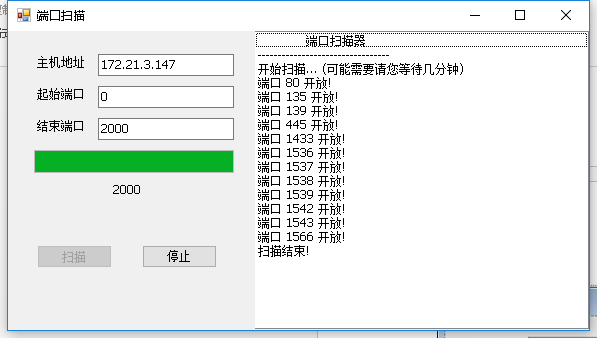 端口扫描
主机地址 172.21.3.147
起始端口 0
结束端口 2000
2000
扫描 停止
端口扫描器
--------------------------------
开始扫描... (可能需要请您等待几分钟)
端口 80 开放!
端口 135 开放!
端口 139 开放!
端口 445 开放!
端口 1433 开放!
端口 1536 开放!
端口 1537 开放!
端口 1538 开放!
端口 1539 开放!
端口 1542 开放!
端口 1543 开放!
端口 1566 开放!
扫描结束!